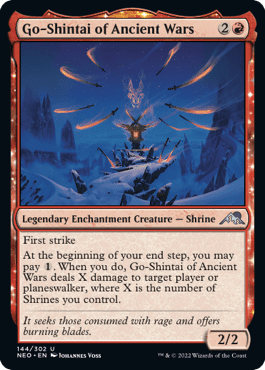 Go-Shintai of Ancient Wars 2
Legendary Enchantment Creature — Shrine
First strike
At the beginning of your end step, you may
pay 1. When you do, Go-Shintai of Ancient
Wars deals X damage to target player or
planeswalker, where X is the number of
Shrines you control.
It seeks those consumed with rage and offers
burning blades.
2/2
144/302 U
NEO • EN Johannes Voss
™ & © 2022 Wizards of the Coast